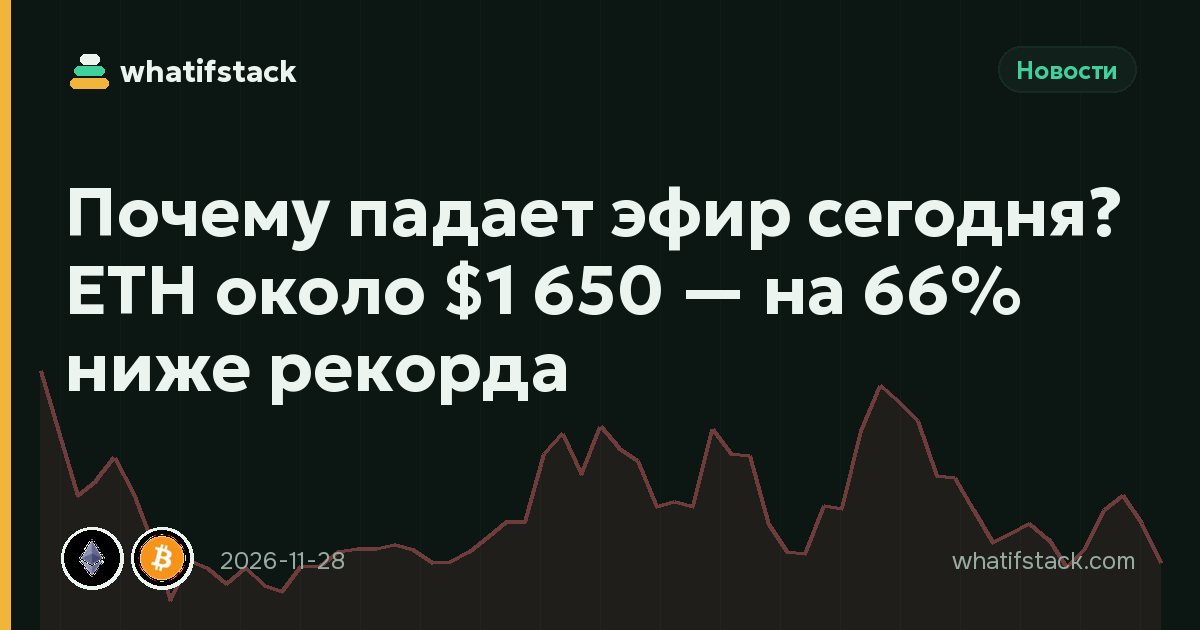 whatifstack
Новости
Почему падает эфир сегодня?
ETH около $1 650 — на 66%
ниже рекорда
2026-11-28
whatifstack.com